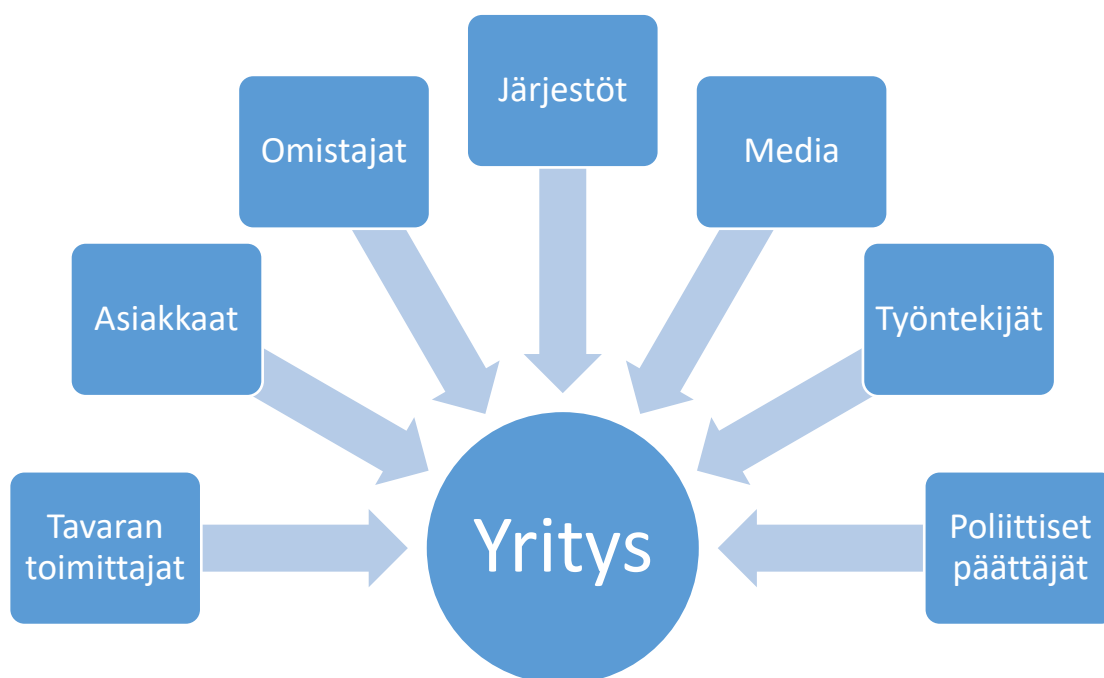 Järjestöt
Omistajat
Media
Asiakkaat
Työntekijät
Tavaran
toimittajat
Yritys
Poliittiset
päättäjät